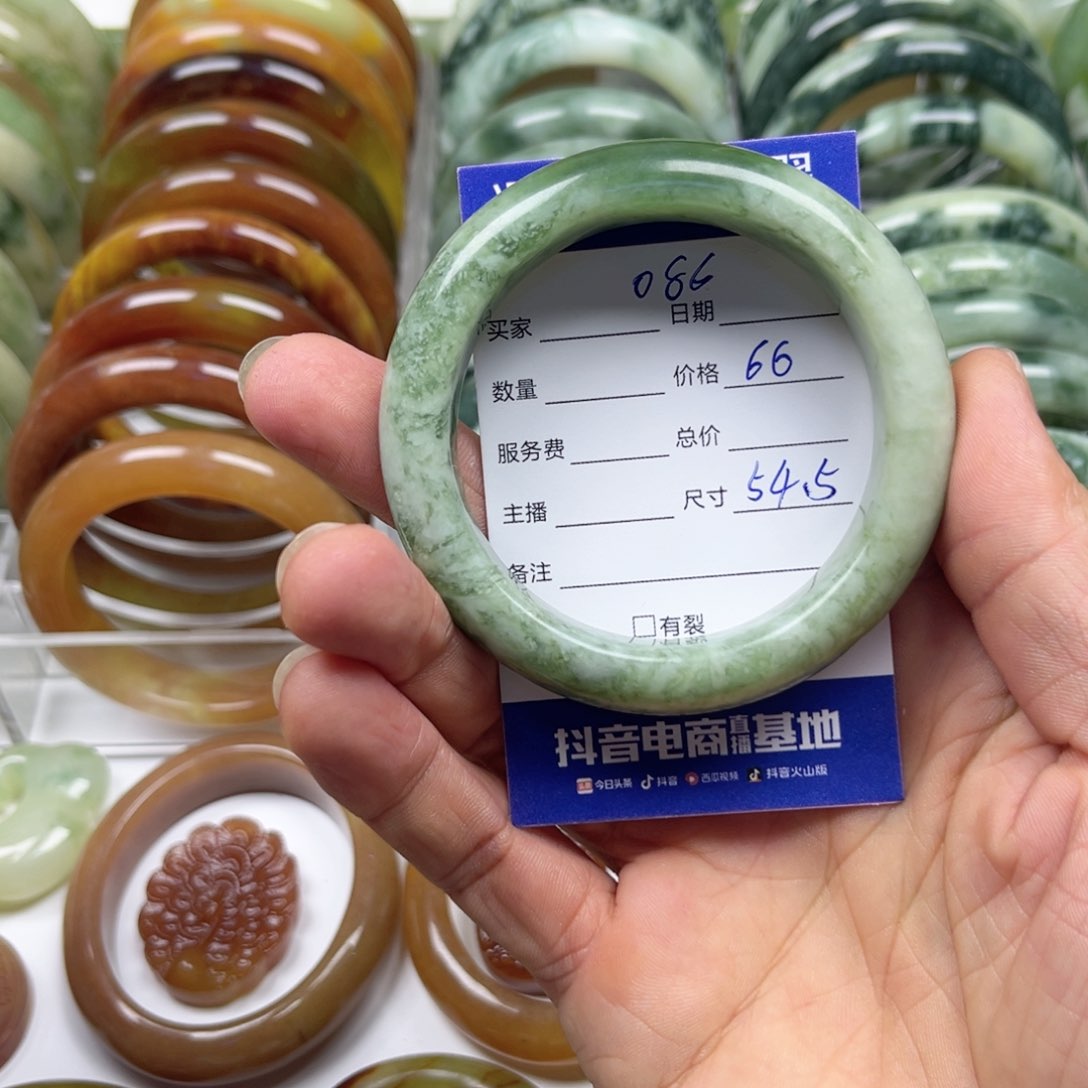 086
买家 日期
数量 价格 66
服务费 总价
主播 尺寸 54.5
备注
□有裂
抖音电商直播基地
今日头条 抖音 西瓜视频 抖音火山版